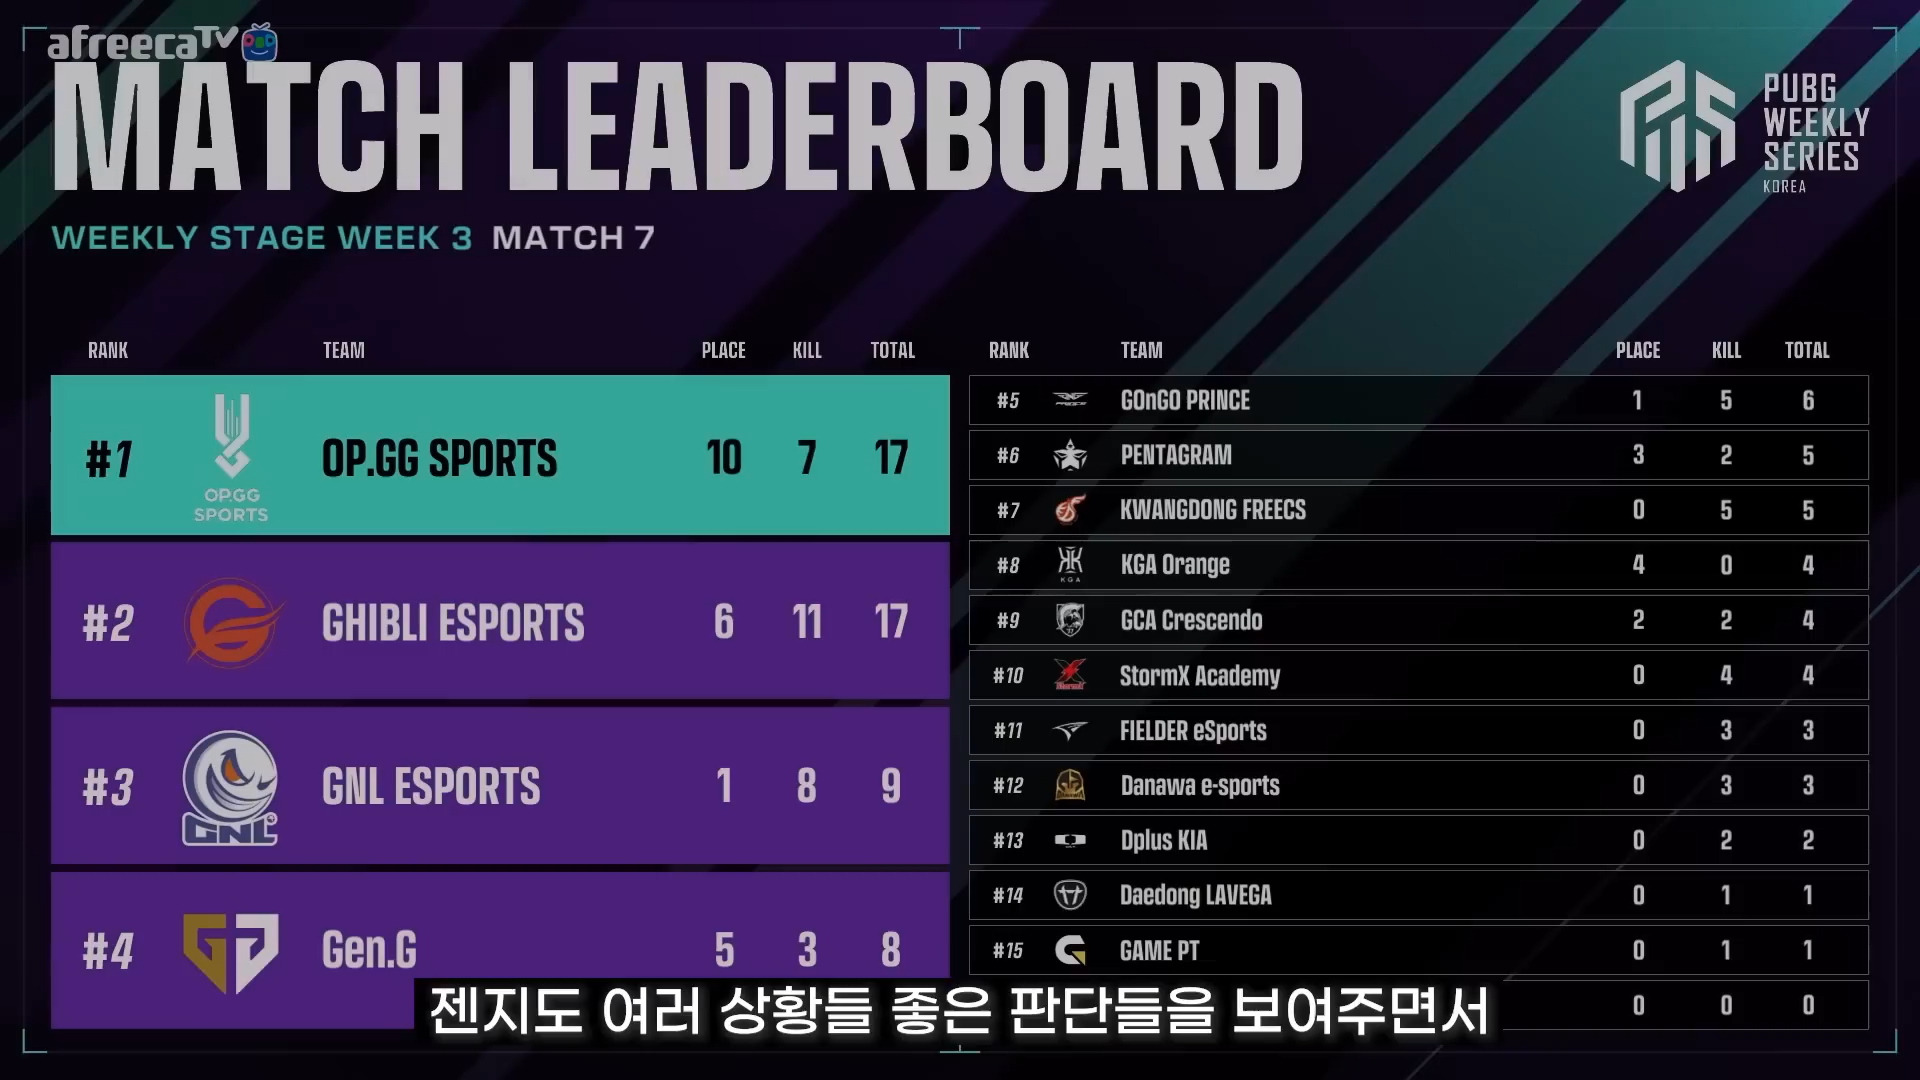 afreecaTV
MATCH LEADERBOARD
PUBG
WEEKLY
SERIES
KOREA
WEEKLY STAGE WEEK 3 MATCH 7
RANK TEAM PLACE KILL TOTAL
#1 OP.GG SPORTS OP.GG SPORTS 10 7 17
#2 GHIBLI ESPORTS 6 11 17
#3 GNL GNL ESPORTS 1 8 9
#4 Gen.G 5 3 8
RANK TEAM PLACE KILL TOTAL
#5 GOnGO PRINCE 1 5 6
#6 PENTAGRAM 3 2 5
#7 KWANGDONG FREECS 0 5 5
#8 KGA KGA Orange 4 0 4
#9 GCA Crescendo 2 2 4
#10 StormX Academy 0 4 4
#11 FIELDER eSports 0 3 3
#12 Danawa e-sports 0 3 3
#13 Dplus KIA 0 2 2
#14 Daedong LAVEGA 0 1 1
#15 GAME PT 0 1 1
0 0 0
젠지도 여러 상황들 좋은 판단들을 보여주면서